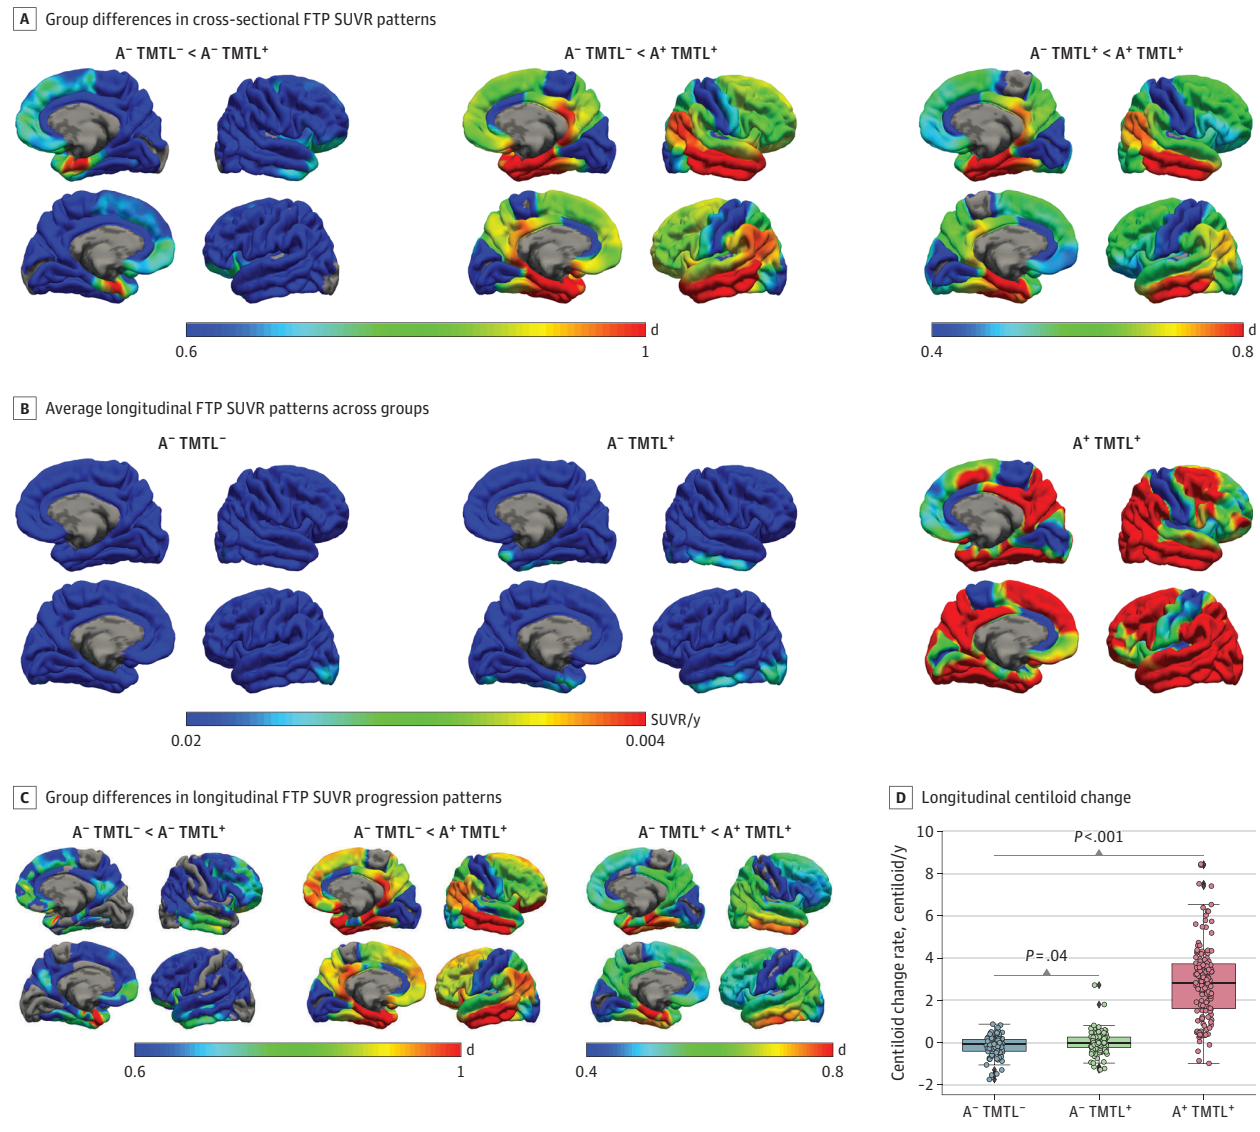 A Group differences in cross-sectional FTP SUVR patterns
A⁻ TMTL⁻ < A⁻ TMTL⁺
A⁻ TMTL⁻ < A⁺ TMTL⁺
A⁻ TMTL⁺ < A⁺ TMTL⁺
d
0.6 1
d
0.4 0.8
B Average longitudinal FTP SUVR patterns across groups
A⁻ TMTL⁻
A⁻ TMTL⁺
A⁺ TMTL⁺
SUVR/y
0.02 0.004
C Group differences in longitudinal FTP SUVR progression patterns
A⁻ TMTL⁻ < A⁻ TMTL⁺
A⁻ TMTL⁻ < A⁺ TMTL⁺
A⁻ TMTL⁺ < A⁺ TMTL⁺
d
0.6 1
d
0.4 0.8
D Longitudinal centiloid change
Centiloid change rate, centiloid/y
10
8
6
4
2
0
-2
P<.001
P=.04
A⁻ TMTL⁻
A⁻ TMTL⁺
A⁺ TMTL⁺